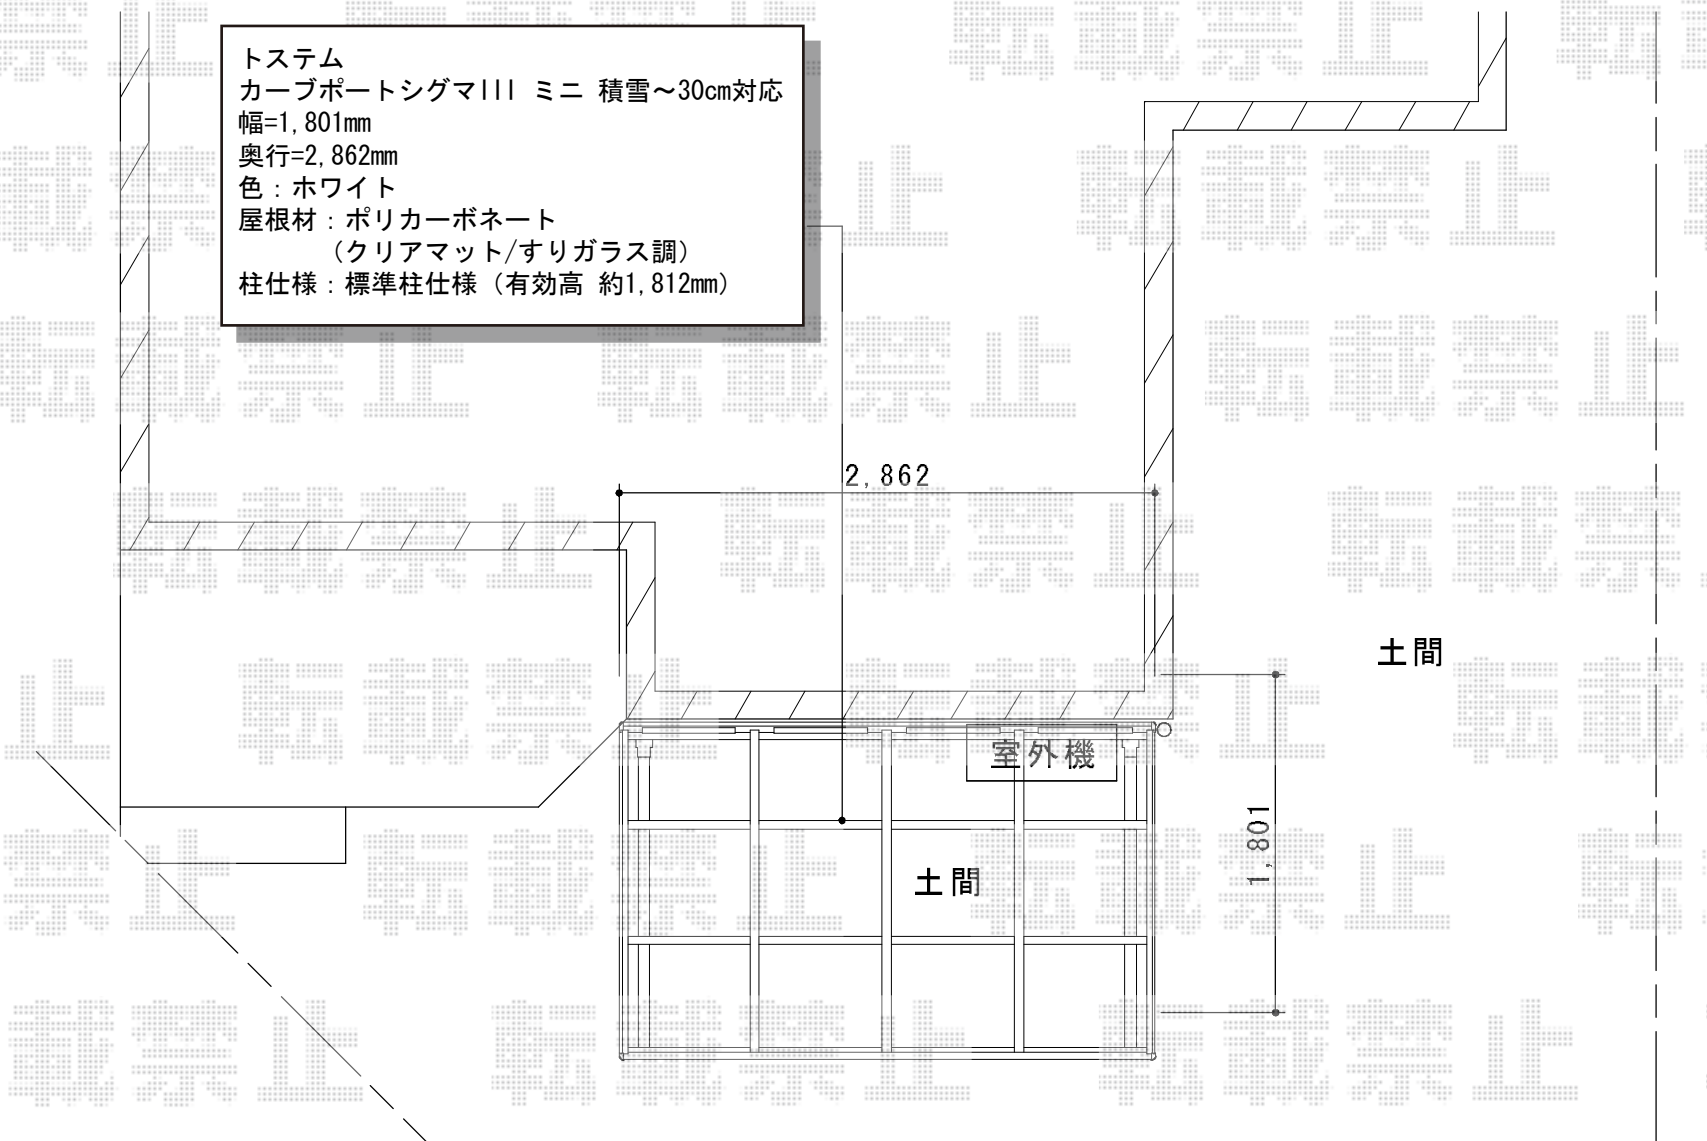 トステム
カーブポートシグマIII ミニ 積雪～30cm対応
幅=1,801mm
奥行=2,862mm
色：ホワイト
屋根材：ポリカーボネート
（クリアマット/すりガラス調）
柱仕様：標準柱仕様（有効高 約1,812mm）
2,862
土間
室外機
1,801
土間
転載禁止